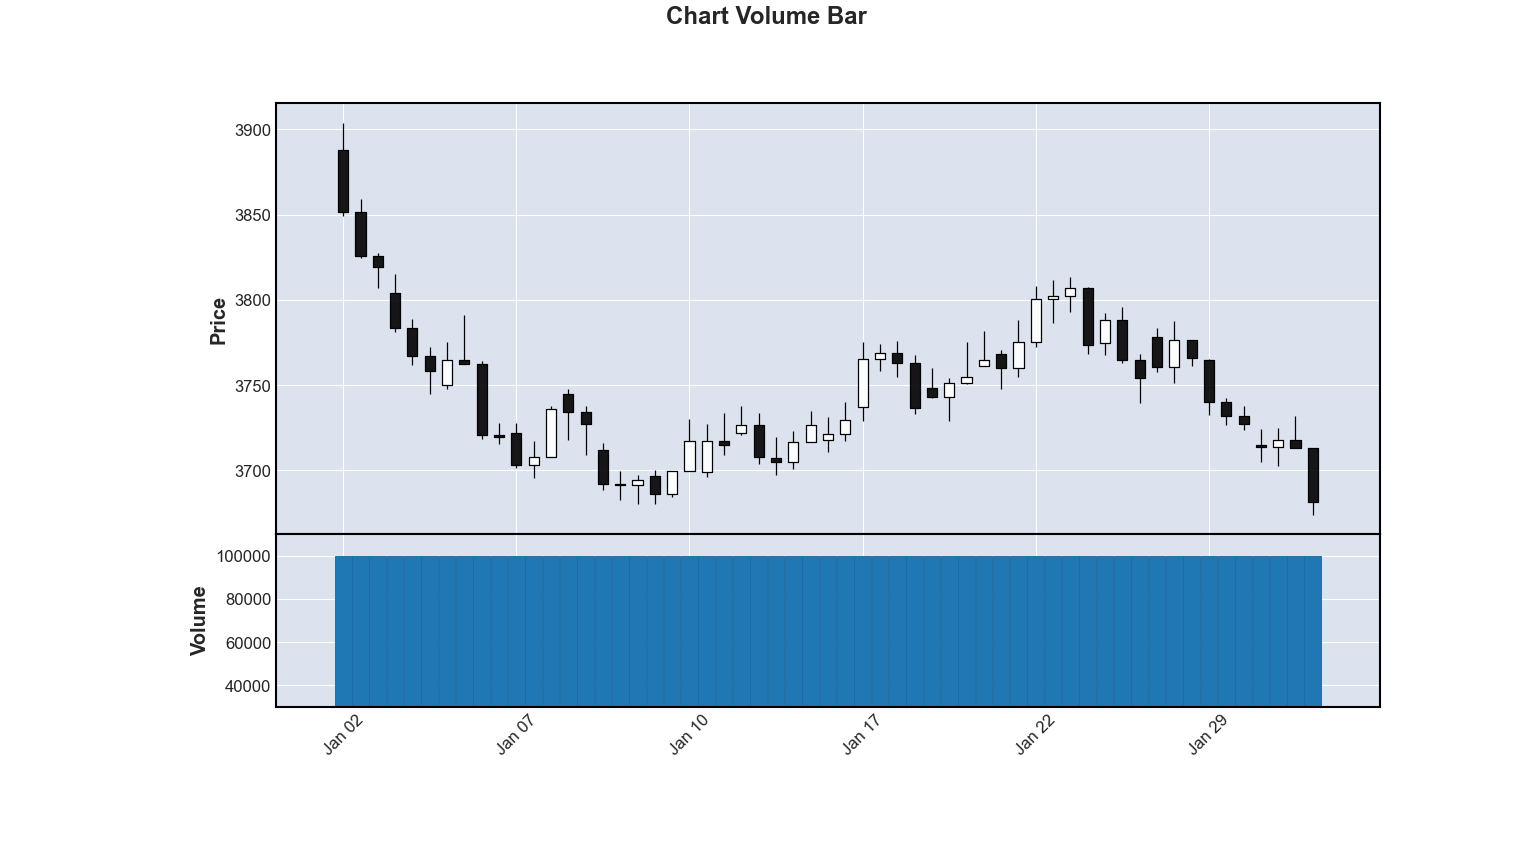 Chart Volume Bar
3900
3850
3800
3750
3700
Price
100000
80000
60000
40000
Volume
Jan 02
Jan 07
Jan 10
Jan 17
Jan 22
Jan 29